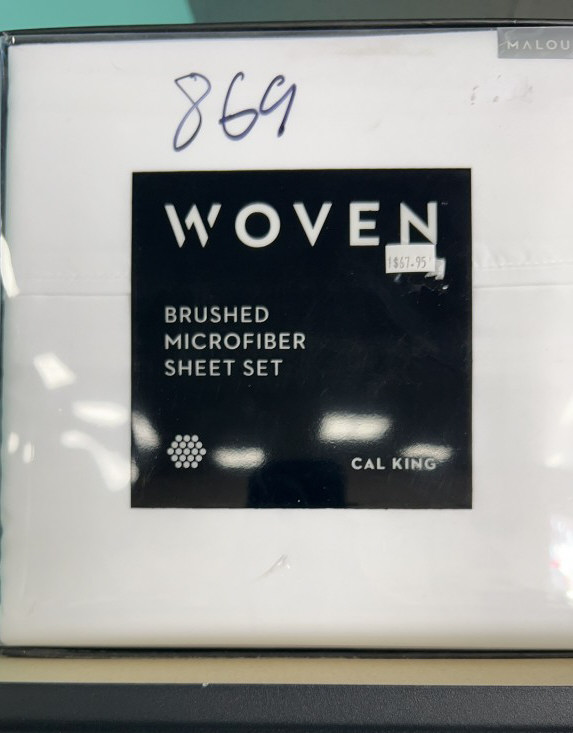 MALOU
869
WOVEN
$67.95
BRUSHED
MICROFIBER
SHEET SET
CAL KING